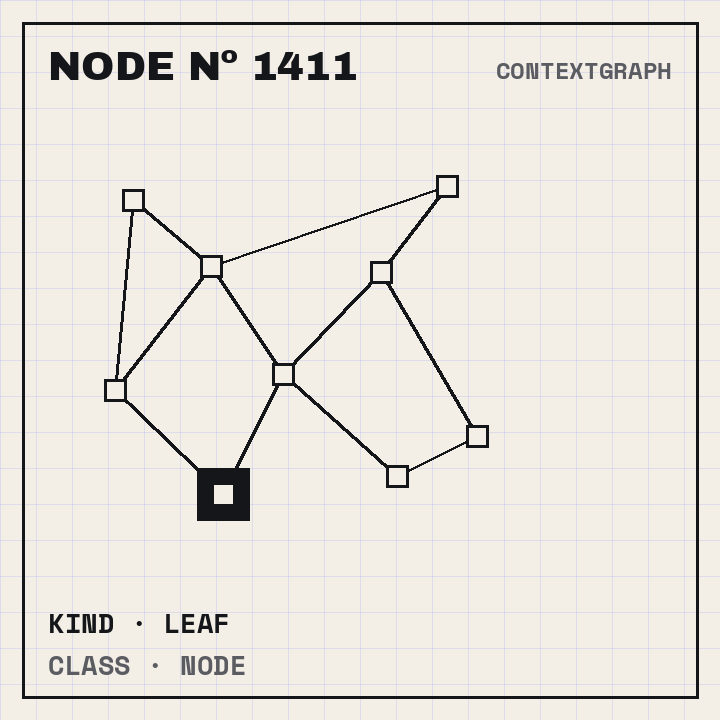 NODE Nº 1411
CONTEXTGRAPH
KIND · LEAF
CLASS · NODE